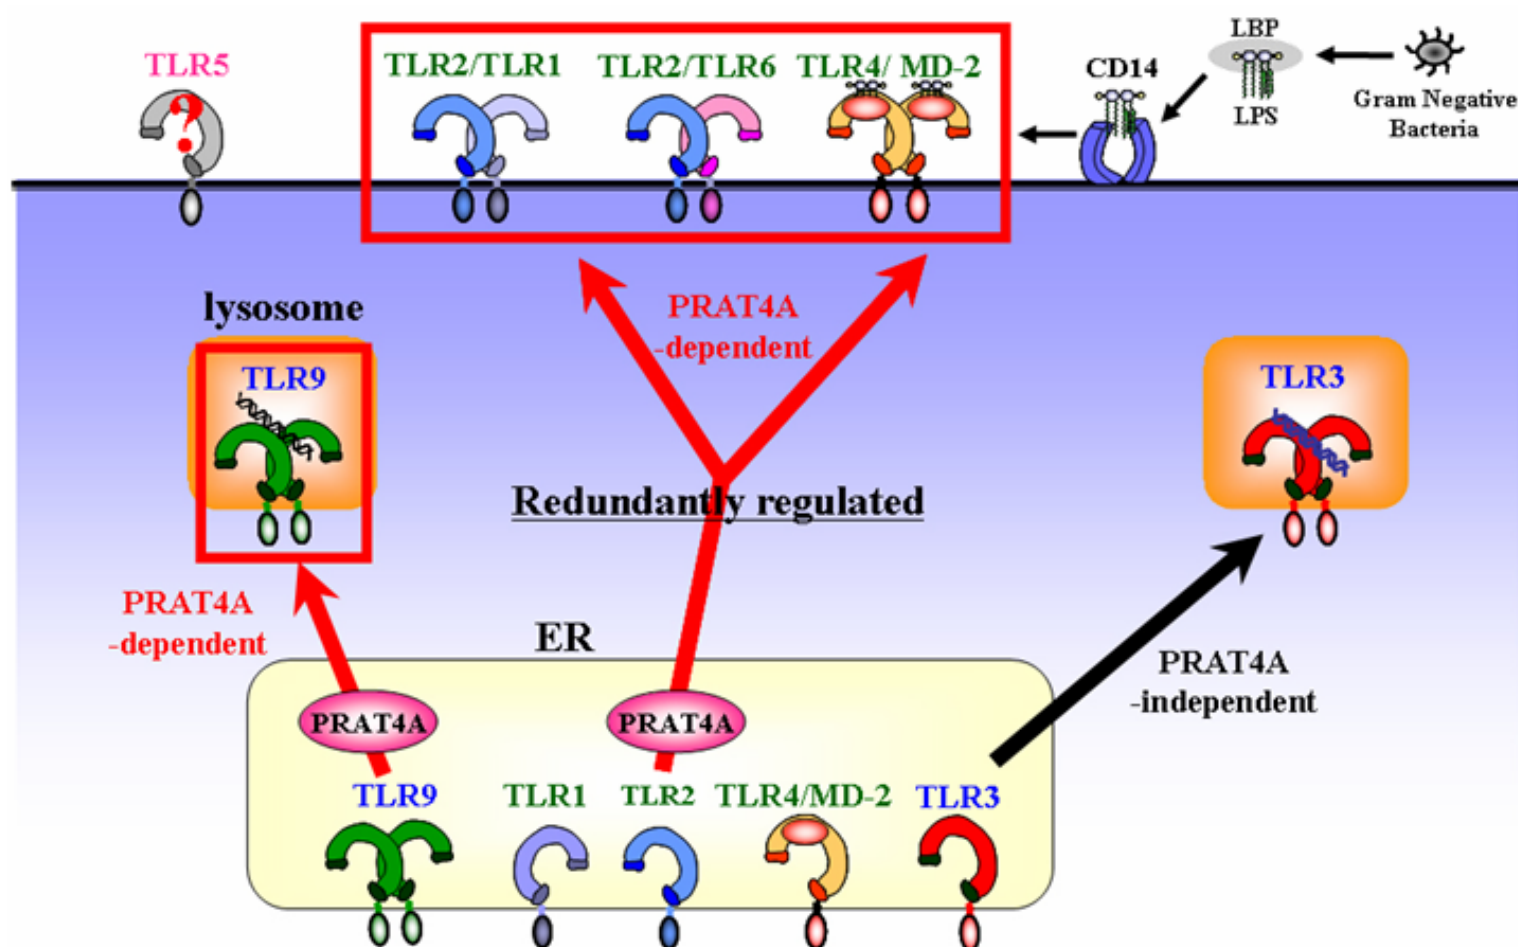 TLR5
?
TLR2/TLR1
TLR2/TLR6
TLR4/ MD-2
CD14
LBP
LPS
Gram Negative
Bacteria
PRAT4A
-dependent
lysosome
TLR9
TLR3
Redundantly regulated
PRAT4A
-dependent
ER
PRAT4A
-independent
PRAT4A
PRAT4A
TLR9
TLR1
TLR2
TLR4/MD-2
TLR3